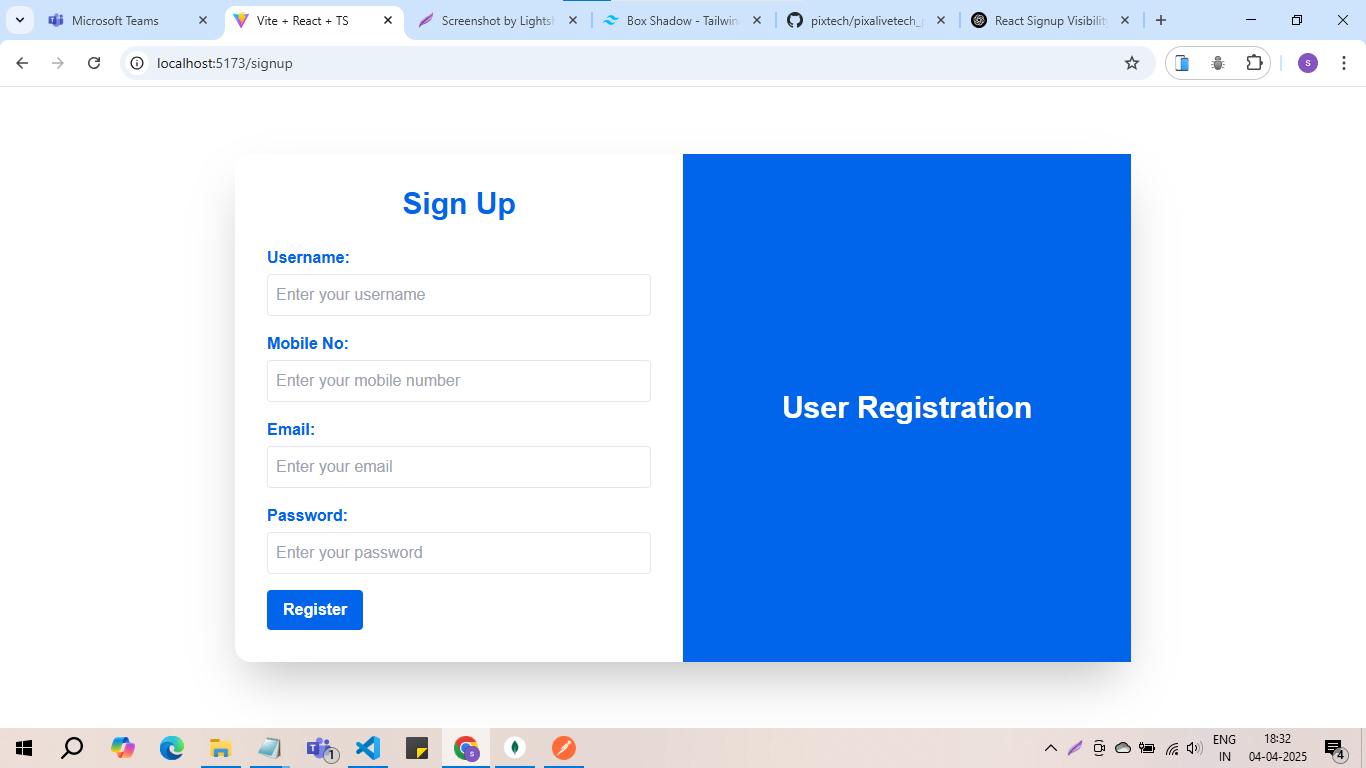 Microsoft Teams
Vite + React + TS
Screenshot by Lightsh
Box Shadow - Tailwin
pixtech/pixalivetech_
React Signup Visibility
localhost:5173/signup
s
Sign Up
Username:
Enter your username
Mobile No:
Enter your mobile number
Email:
Enter your email
Password:
Enter your password
Register
User Registration
1
s
ENG
IN
18:32
04-04-2025
4